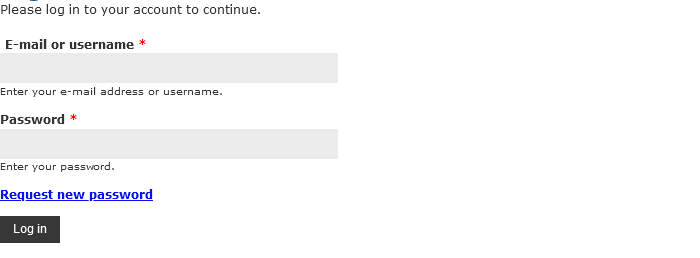 Please log in to your account to continue.
E-mail or username *
Enter your e-mail address or username.
Password *
Enter your password.
Request new password
Log in